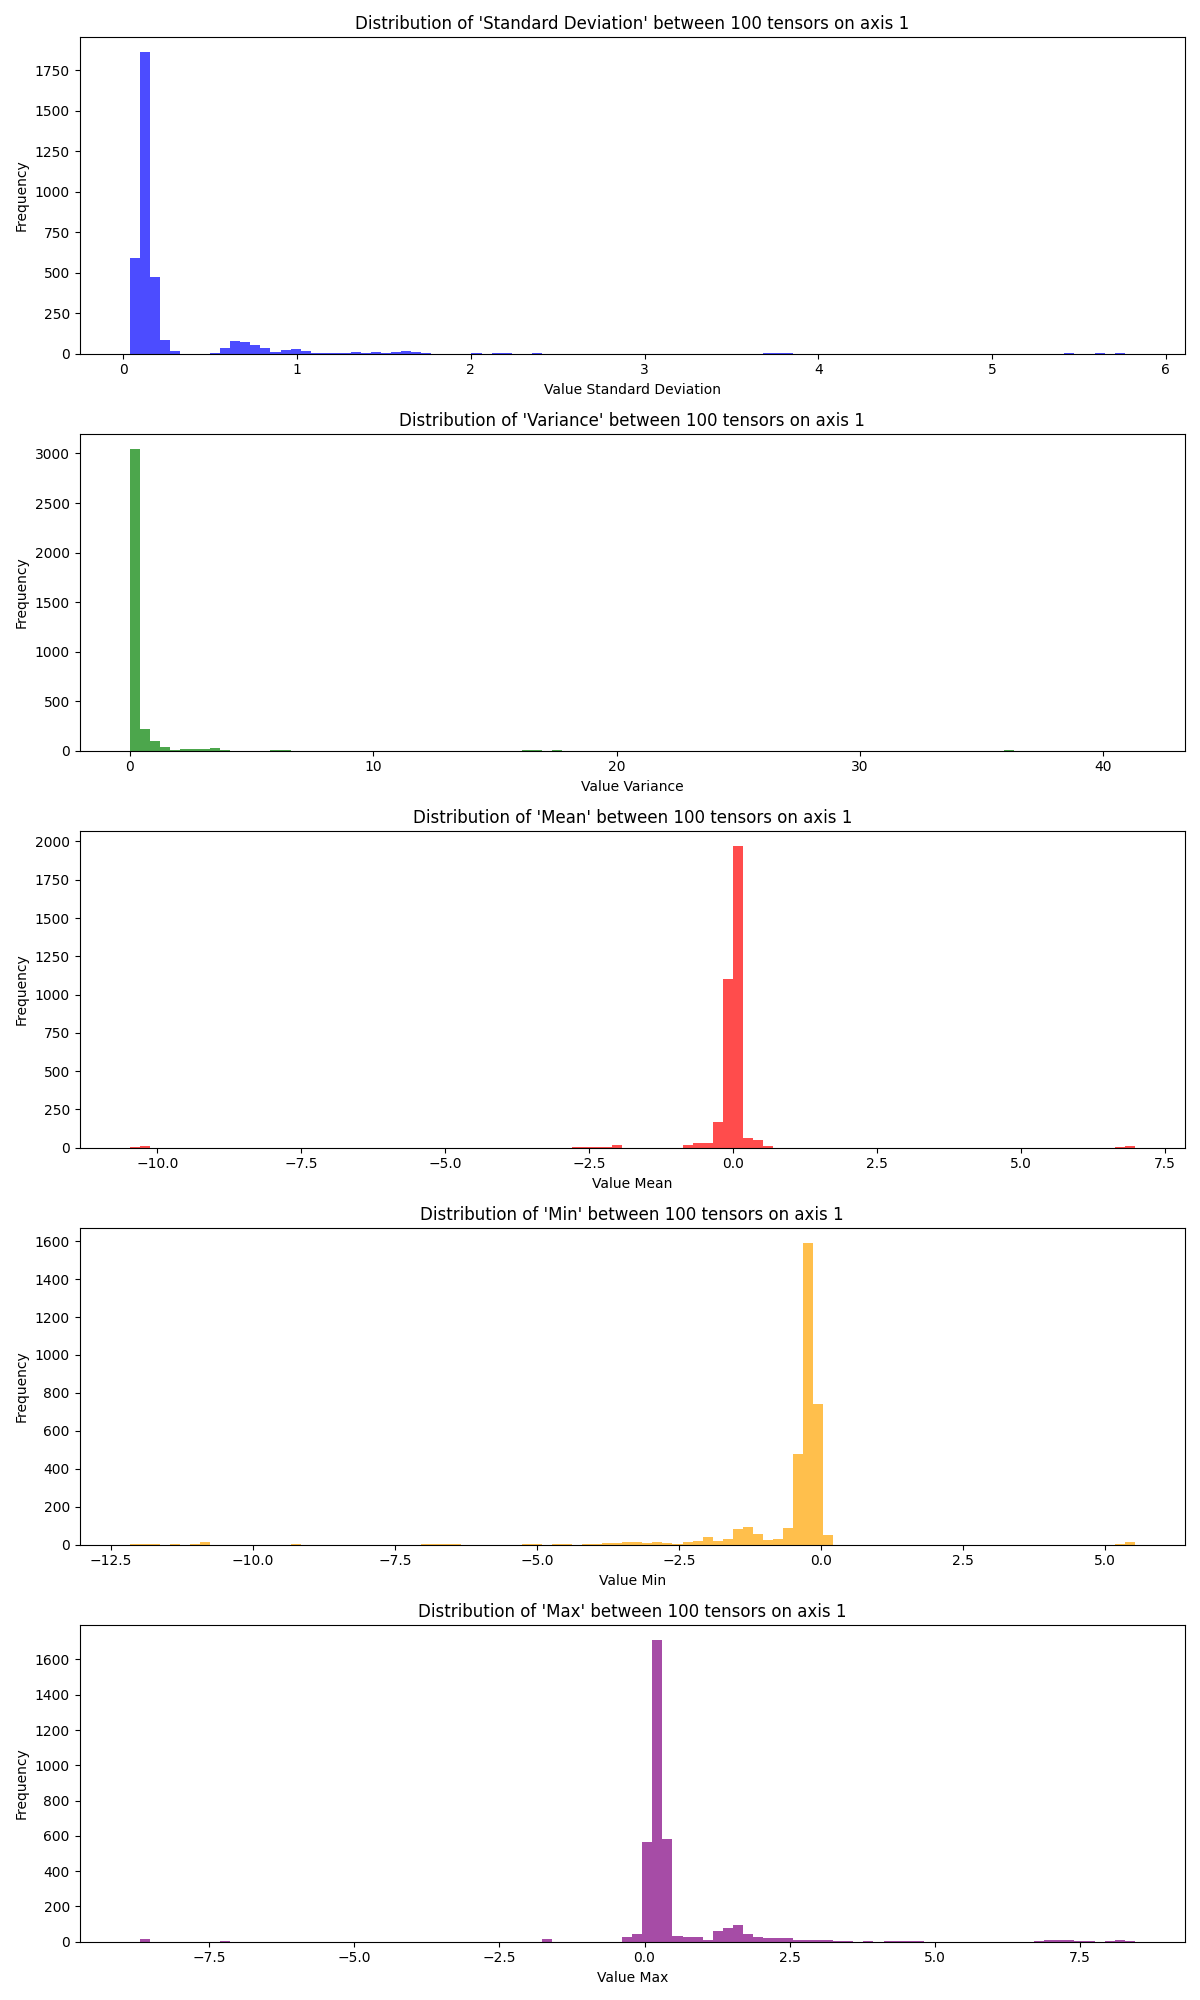 Distribution of 'Standard Deviation' between 100 tensors on axis 1
1750
1500
1250
1000
750
500
250
0
Frequency
0 1 2 3 4 5 6
Value Standard Deviation
Distribution of 'Variance' between 100 tensors on axis 1
3000
2500
2000
1500
1000
500
0
Frequency
0 10 20 30 40
Value Variance
Distribution of 'Mean' between 100 tensors on axis 1
2000
1750
1500
1250
1000
750
500
250
0
Frequency
−10.0 −7.5 −5.0 −2.5 0.0 2.5 5.0 7.5
Value Mean
Distribution of 'Min' between 100 tensors on axis 1
1600
1400
1200
1000
800
600
400
200
0
Frequency
−12.5 −10.0 −7.5 −5.0 −2.5 0.0 2.5 5.0
Value Min
Distribution of 'Max' between 100 tensors on axis 1
1600
1400
1200
1000
800
600
400
200
0
Frequency
−7.5 −5.0 −2.5 0.0 2.5 5.0 7.5
Value Max